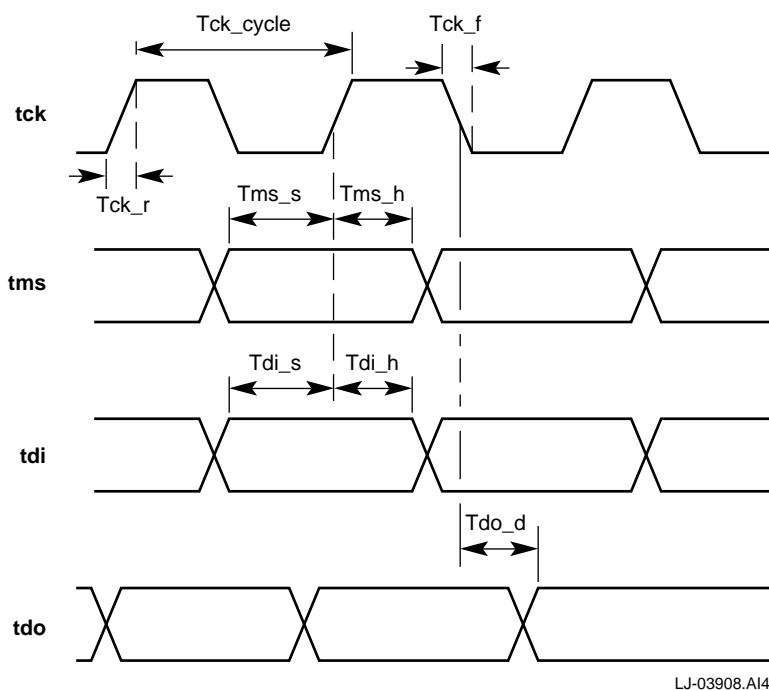 Tck_cycle
Tck_f
tck
Tck_r
Tms_s
Tms_h
tms
Tdi_s
Tdi_h
tdi
Tdo_d
tdo
LJ-03908.AI4